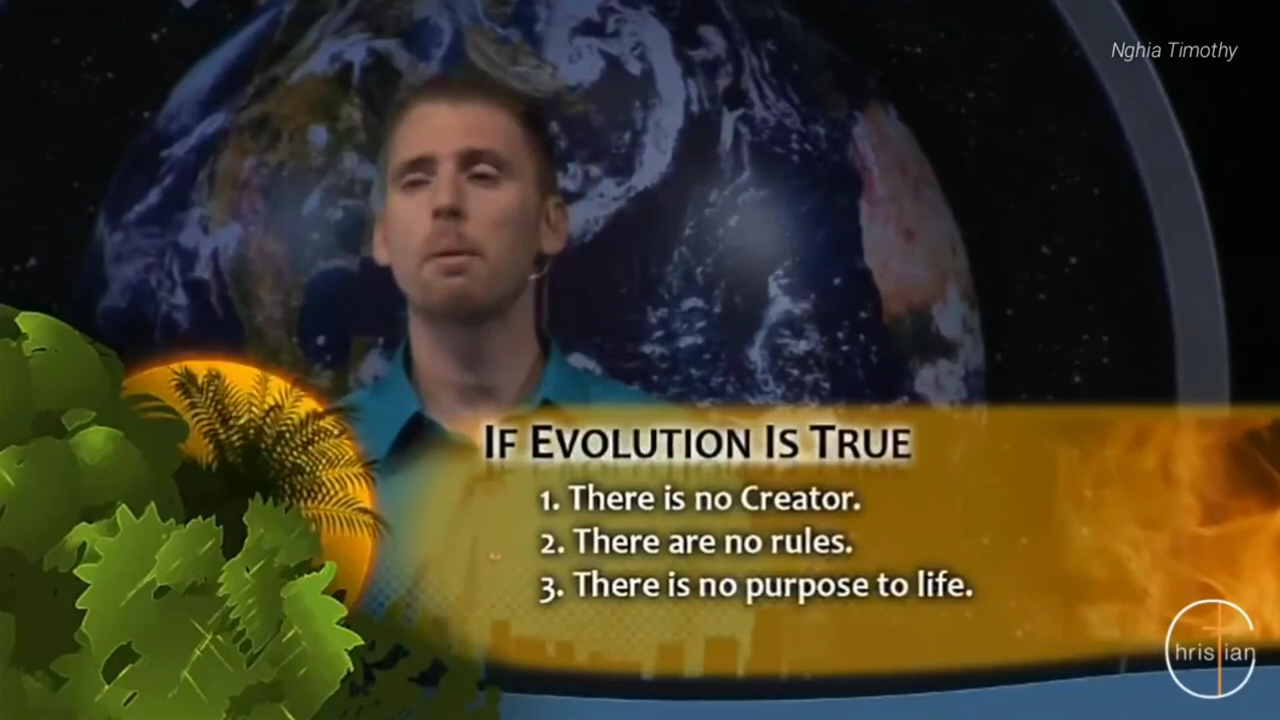 Nghia Timothy
IF EVOLUTION IS TRUE
1. There is no Creator.
2. There are no rules.
3. There is no purpose to life.
Christian